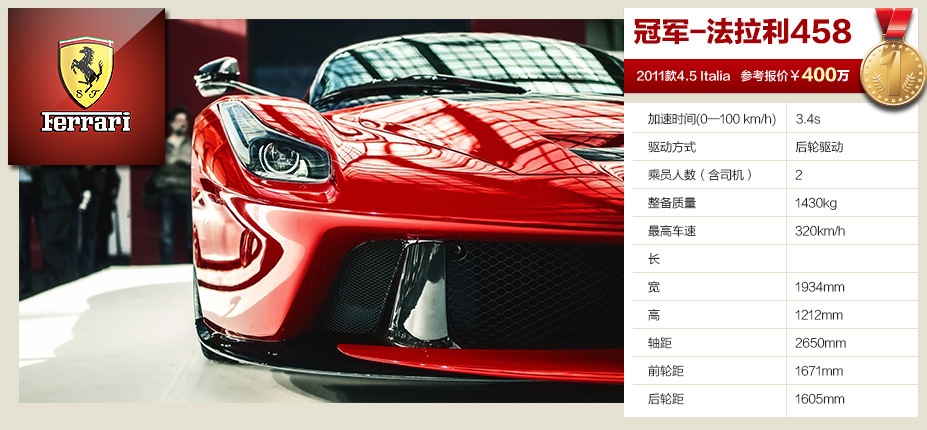 S F
Ferrari
冠军-法拉利458
1
2011款4.5 Italia 参考报价￥400万
加速时间(0—100 km/h) 3.4s
驱动方式 后轮驱动
乘员人数（含司机） 2
整备质量 1430kg
最高车速 320km/h
长
宽 1934mm
高 1212mm
轴距 2650mm
前轮距 1671mm
后轮距 1605mm